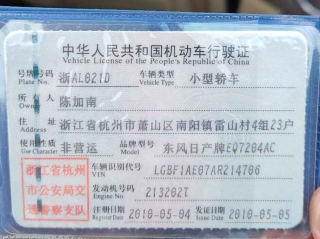 中华人民共和国机动车行驶证
Vehicle License of the People's Republic of China
号牌号码 浙AL021D 车辆类型 小型轿车
Plate No. Vehicle Type
所有人 陈加南
Owner
住址 浙江省杭州市萧山区南阳镇雷山村4组23户
Address
使用性质 非营运 品牌型号 东风日产牌EQ7204AC
Use Character Model
浙江省杭州市公安局交通警察支队
车辆识别代号 LGBF1AE07AR214706
VIN
发动机号码 213202T
Engine No.
注册日期 2010-05-04 发证日期 2010-05-05
Register Date Issue Date